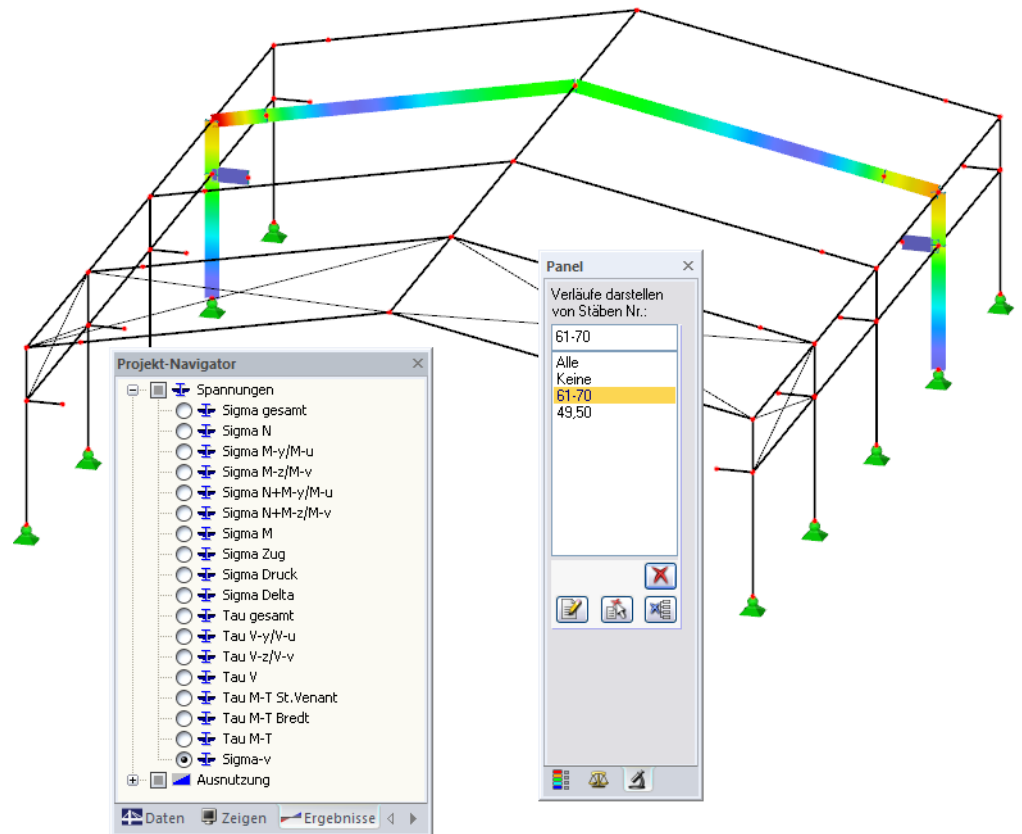 Panel
Verläufe darstellen
von Stäben Nr.:
61-70
Alle
Keine
61-70
49,50
Projekt-Navigator
Spannungen
Sigma gesamt
Sigma N
Sigma M-y/M-u
Sigma M-z/M-v
Sigma N+M-y/M-u
Sigma N+M-z/M-v
Sigma M
Sigma Zug
Sigma Druck
Sigma Delta
Tau gesamt
Tau V-y/V-u
Tau V-z/V-v
Tau V
Tau M-T St.Venant
Tau M-T Bredt
Tau M-T
Sigma-v
Ausnutzung
Daten Zeigen Ergebnisse